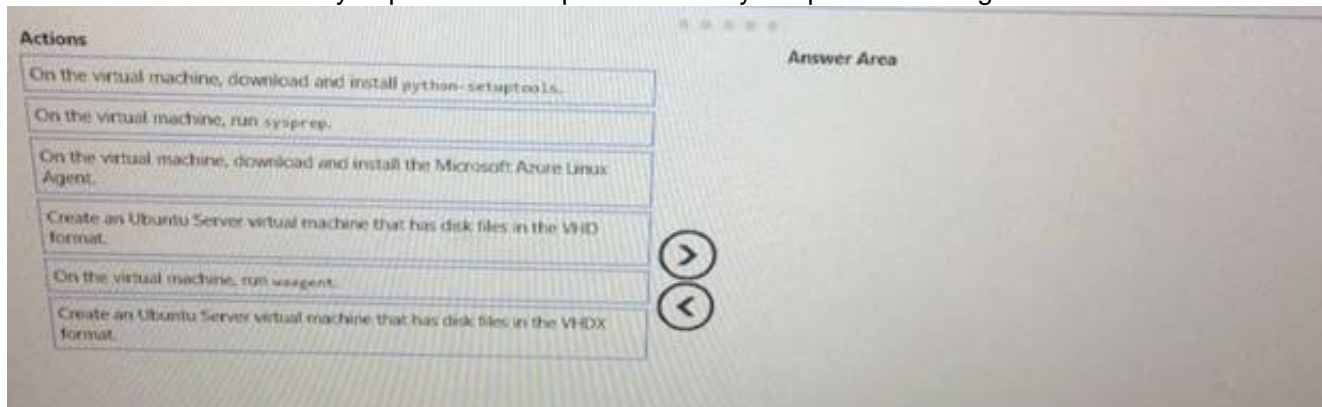 Actions
Answer Area
On the virtual machine, download and install python-setuptools.
On the virtual machine, run sysprep.
On the virtual machine, download and install the Microsoft Azure Linux
Agent.
Create an Ubuntu Server virtual machine that has disk files in the VHD
format.
On the virtual machine, run waagent.
Create an Ubuntu Server virtual machine that has disk files in the VHDX
format.